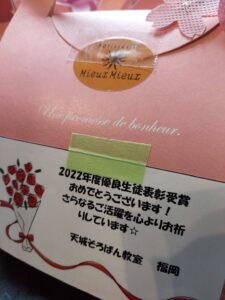 PATISSERIE
MIEUX MIEUX
Une promesse de bonheur.
2022年度優良生徒表彰受賞
おめでとうございます！
さらなるご活躍を心よりお祈
りしています☆
天城そろばん教室 福岡